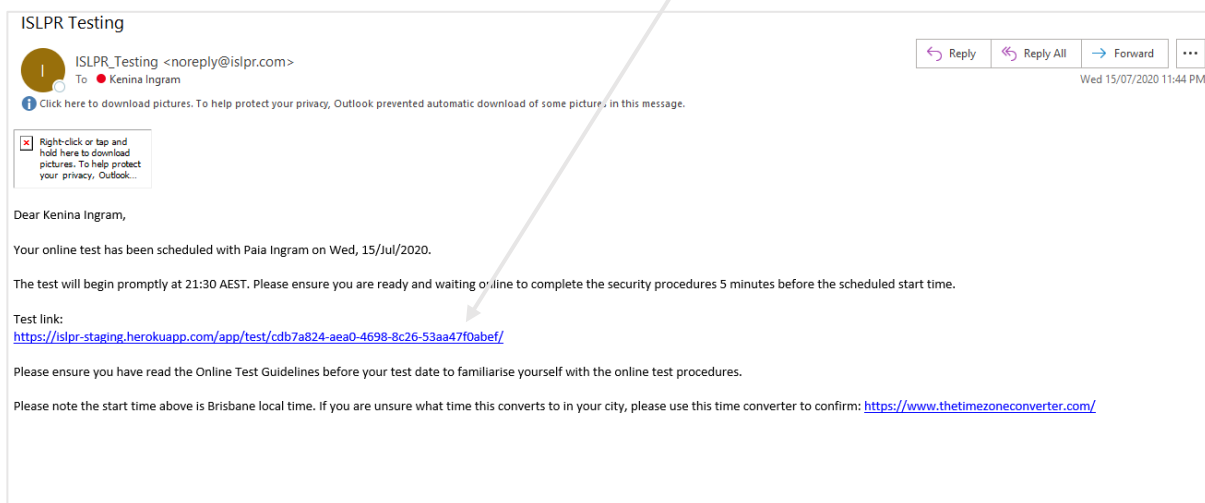 ISLPR Testing
I
ISLPR_Testing <noreply@islpr.com>
To Kenina Ingram
Reply
Reply All
Forward
Wed 15/07/2020 11:44 PM
Click here to download pictures. To help protect your privacy, Outlook prevented automatic download of some pictures in this message.
Right-click or tap and
hold here to download
pictures. To help protect
your privacy, Outlook...
Dear Kenina Ingram,
Your online test has been scheduled with Paia Ingram on Wed, 15/Jul/2020.
The test will begin promptly at 21:30 AEST. Please ensure you are ready and waiting online to complete the security procedures 5 minutes before the scheduled start time.
Test link:
https://islpr-staging.herokuapp.com/app/test/cdb7a824-aea0-4698-8c26-53aa47f0abef/
Please ensure you have read the Online Test Guidelines before your test date to familiarise yourself with the online test procedures.
Please note the start time above is Brisbane local time. If you are unsure what time this converts to in your city, please use this time converter to confirm: https://www.thetimezoneconverter.com/